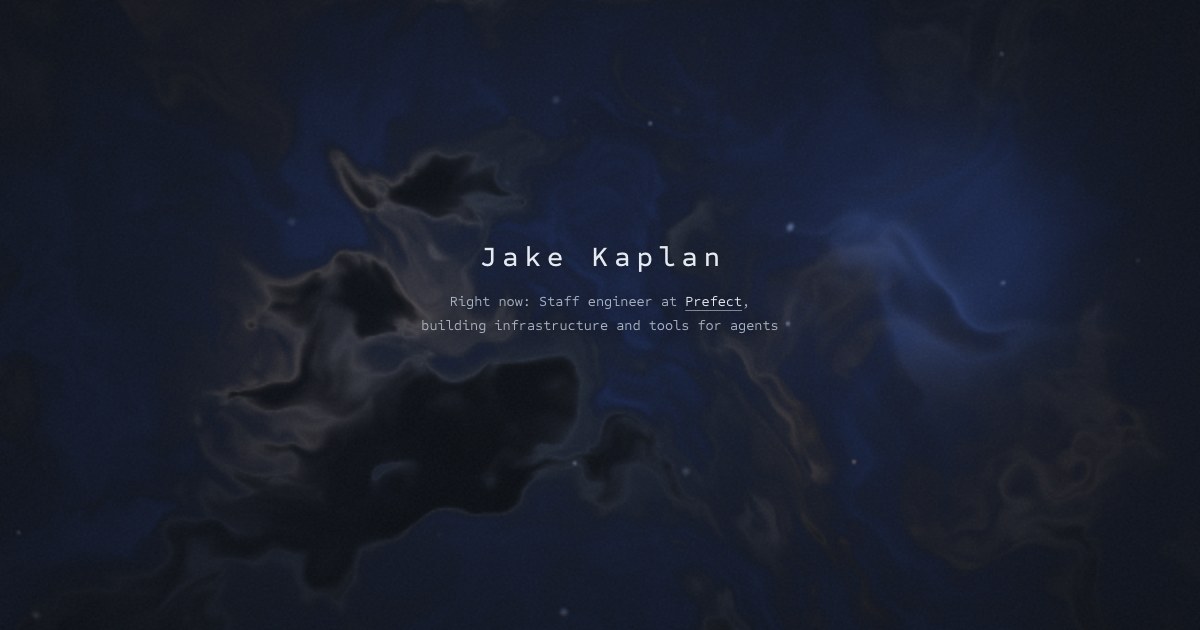 Jake Kaplan
Right now: Staff engineer at Prefect,
building infrastructure and tools for agents